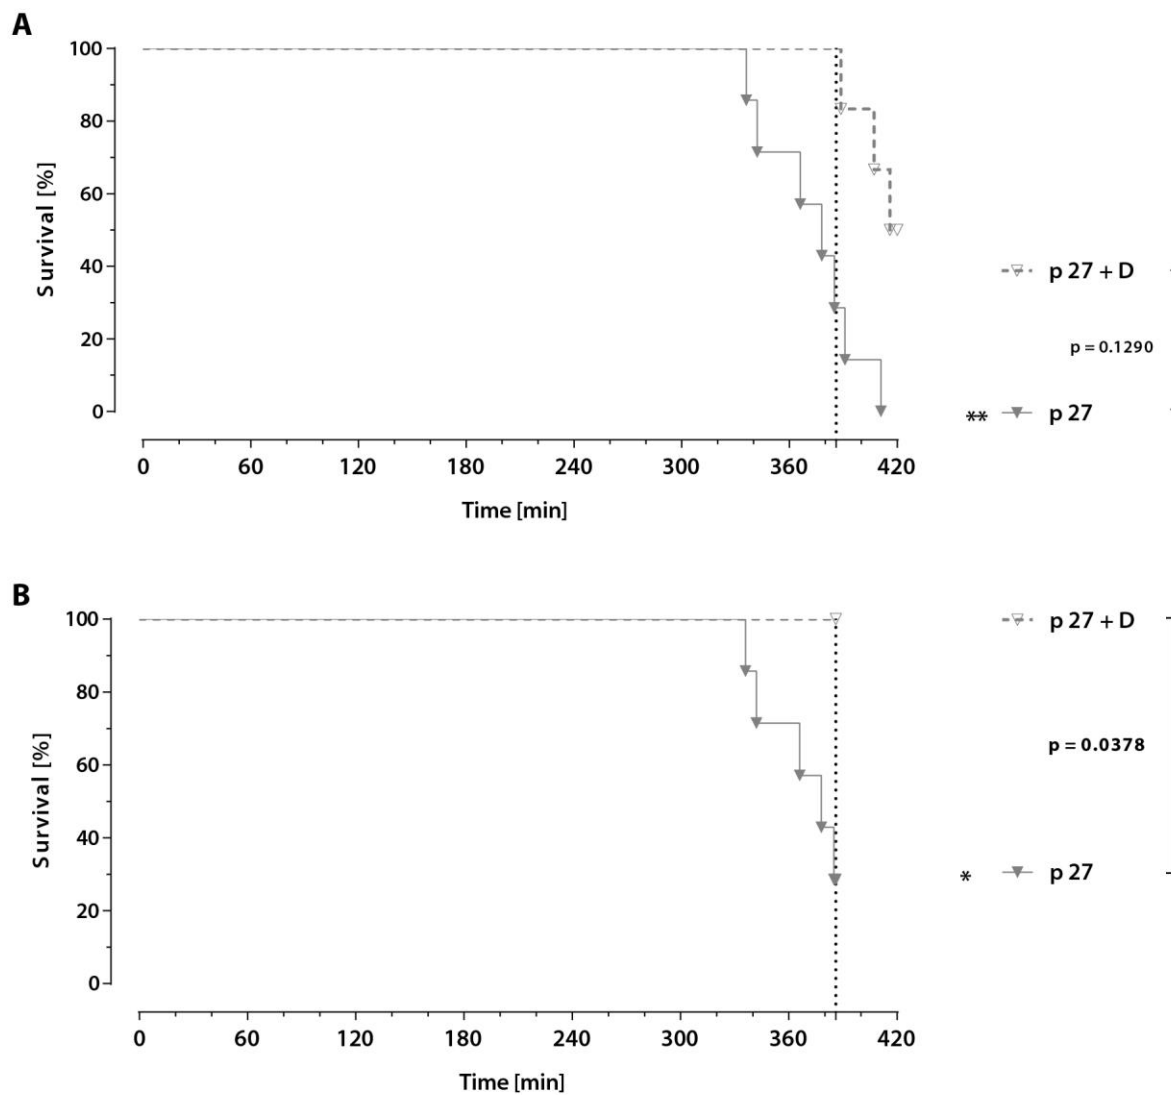 A
100
80
60
40
20
0
Survival [%]
0 60 120 180 240 300 360 420
Time [min]
p 27 + D
p = 0.1290
** p 27
B
100
80
60
40
20
0
Survival [%]
0 60 120 180 240 300 360 420
Time [min]
p 27 + D
p = 0.0378
* p 27